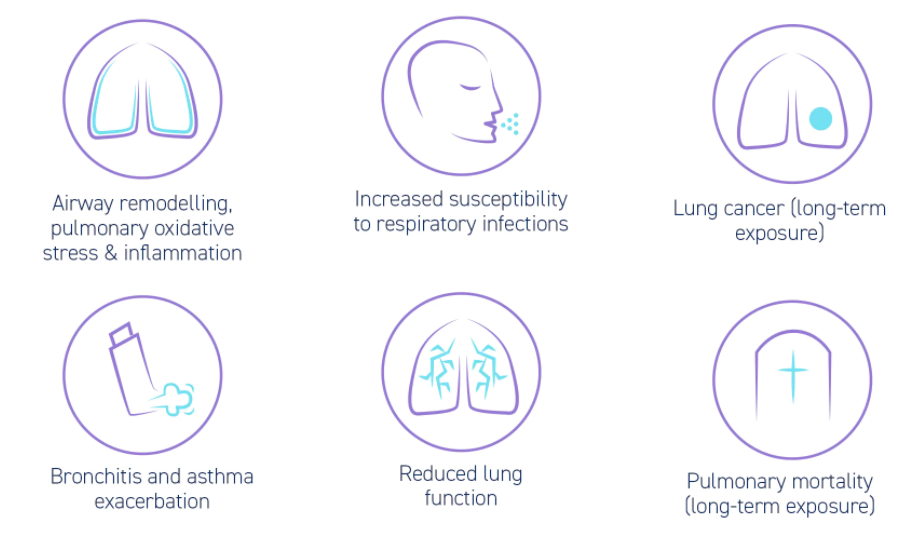 Airway remodelling,
pulmonary oxidative
stress & inflammation
Increased susceptibility
to respiratory infections
Lung cancer (long-term
exposure)
Bronchitis and asthma
exacerbation
Reduced lung
function
Pulmonary mortality
(long-term exposure)